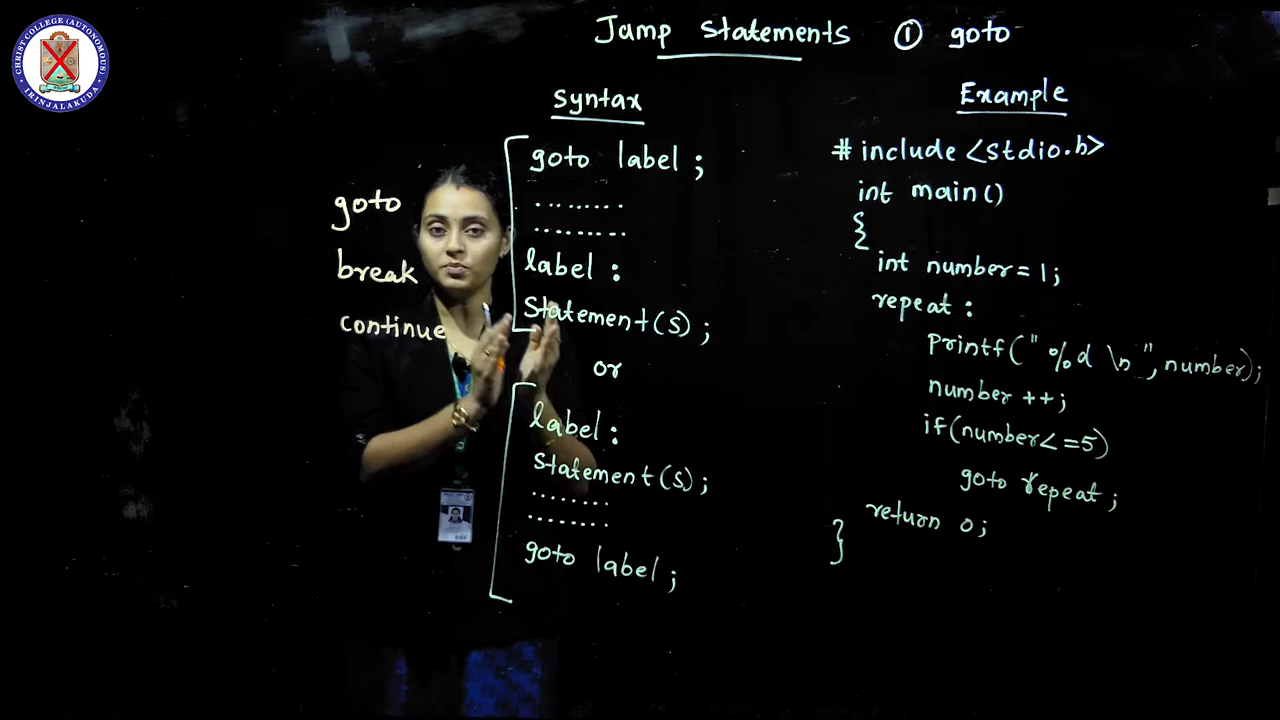 CHRIST COLLEGE (AUTONOMOUS)
IRINJALAKUDA
Jump Statements ① goto
goto
break
continue
Syntax
goto label ;
.........
.........
label :
Statement(s) ;
or
label :
Statement(s) ;
........
........
goto label ;
Example
# include <stdio.h>
int main()
{
int number = 1;
repeat :
printf(" %d \n ", number);
number ++;
if(number< =5)
goto repeat ;
return 0;
}